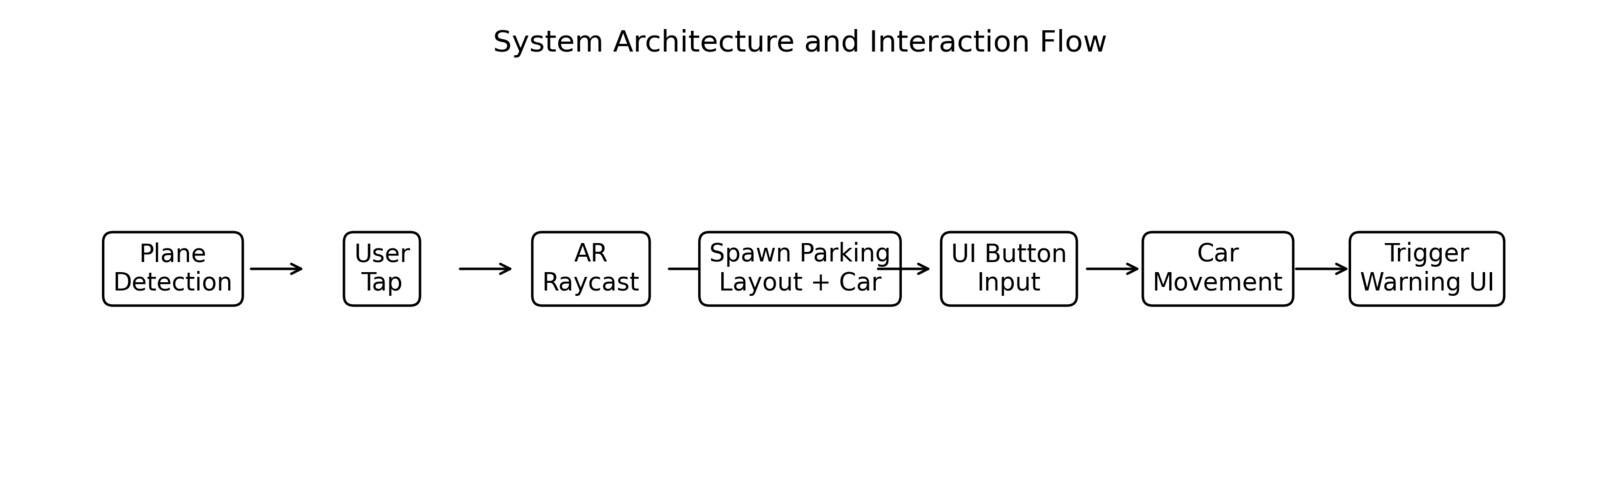 System Architecture and Interaction Flow
Plane
Detection
User
Tap
AR
Raycast
Spawn Parking
Layout + Car
UI Button
Input
Car
Movement
Trigger
Warning UI